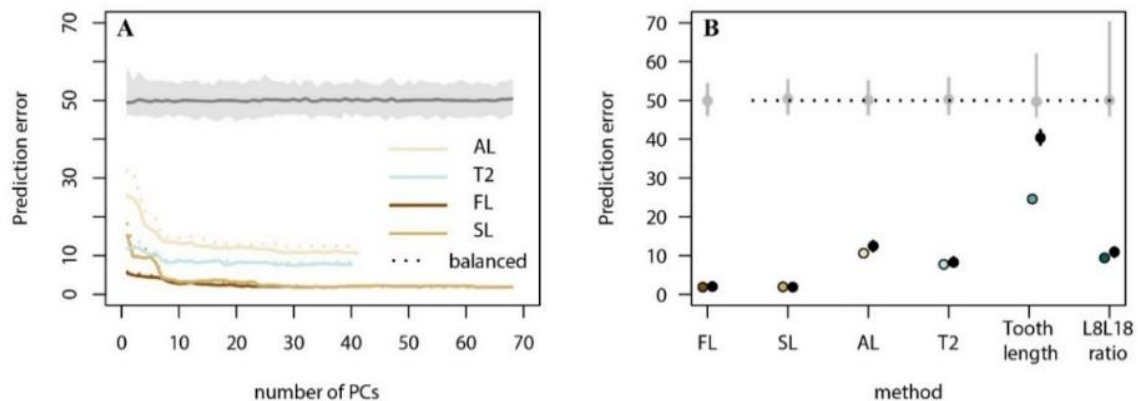 A
Prediction error
70
50
30
10
0
AL
T2
FL
SL
balanced
0 10 20 30 40 50 60 70
number of PCs
B
Prediction error
70
60
50
40
30
20
10
0
FL SL AL T2 Tooth length L8L18 ratio
method